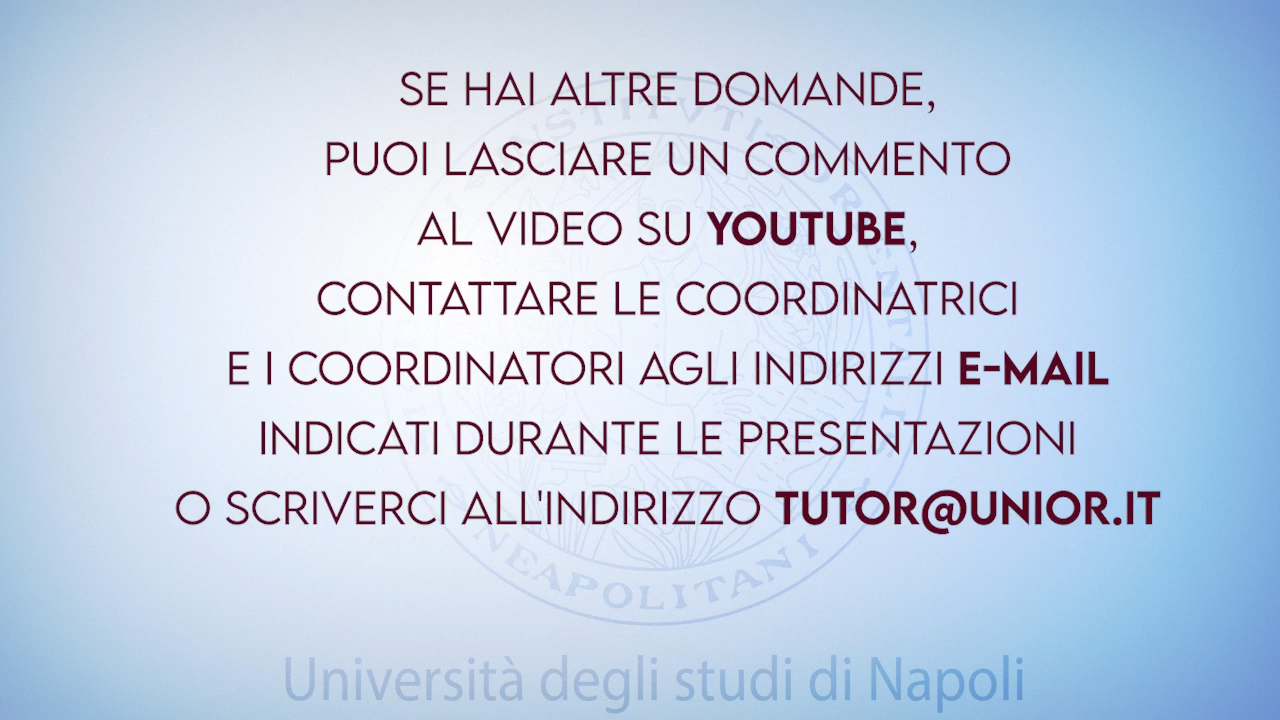 SE HAI ALTRE DOMANDE,
PUOI LASCIARE UN COMMENTO
AL VIDEO SU YOUTUBE,
CONTATTARE LE COORDINATRICI
E I COORDINATORI AGLI INDIRIZZI E-MAIL
INDICATI DURANTE LE PRESENTAZIONI
O SCRIVERCI ALL'INDIRIZZO TUTOR@UNIOR.IT
NEAPOLITANI
Università degli studi di Napoli